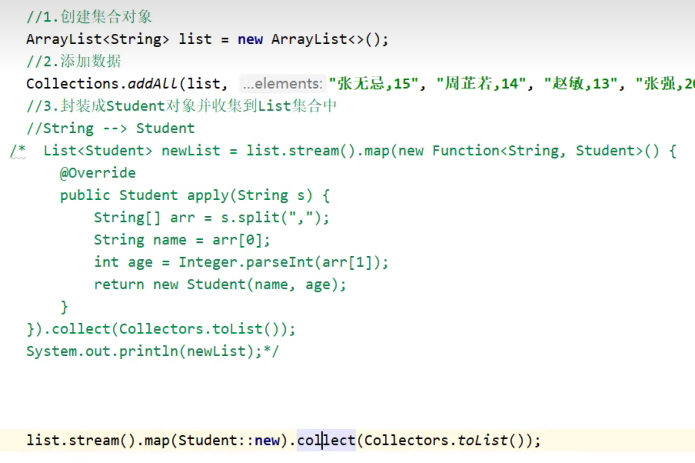 //1.创建集合对象
ArrayList<String> list = new ArrayList<>();
//2.添加数据
Collections.addAll(list, ...elements: "张无忌,15", "周芷若,14", "赵敏,13", "张强,20
//3.封装成Student对象并收集到List集合中
//String --> Student
/* List<Student> newList = list.stream().map(new Function<String, Student>() {
@Override
public Student apply(String s) {
String[] arr = s.split(",");
String name = arr[0];
int age = Integer.parseInt(arr[1]);
return new Student(name, age);
}
}).collect(Collectors.toList());
System.out.println(newList);*/
list.stream().map(Student::new).collect(Collectors.toList());